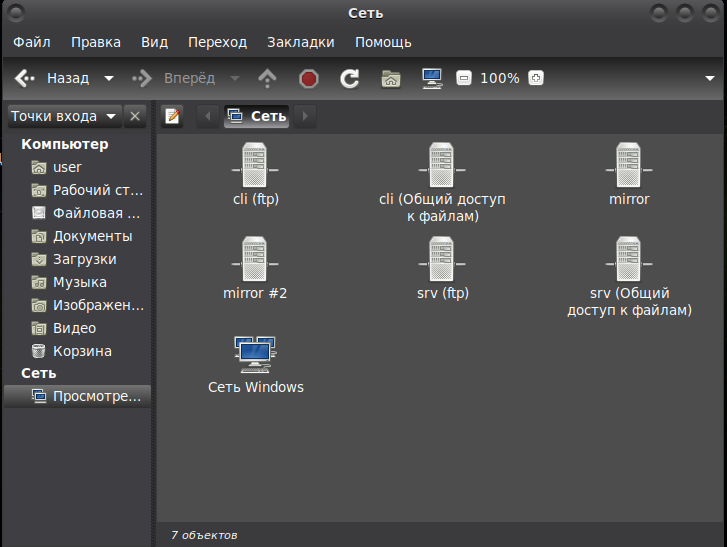 Сеть
Файл Правка Вид Переход Закладки Помощь
Назад Вперёд 100%
Точки входа Сеть
Компьютер
user
Рабочий ст...
Файловая ...
Документы
Загрузки
Музыка
Изображен...
Видео
Корзина
Сеть
Просмотре...
cli (ftp)
cli (Общий доступ
к файлам)
mirror
mirror #2
srv (ftp)
srv (Общий
доступ к файлам)
Сеть Windows
7 объектов